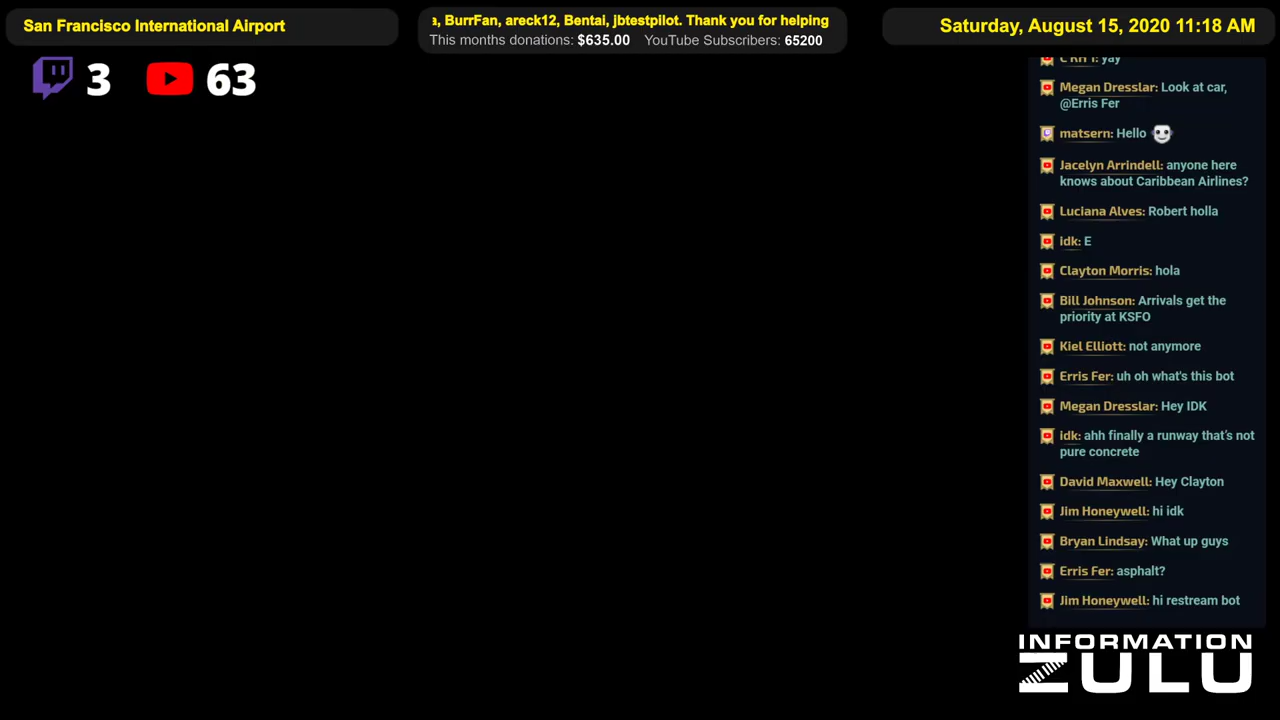 San Francisco International Airport
a, BurrFan, areck12, Bental, jbtestpilot. Thank you for helping
This months donations: $635.00 YouTube Subscribers: 65200
Saturday, August 15, 2020 11:18 AM
3 63
yay
Megan Dresslar: Look at car,
@Erris Fer
matsern: Hello
Jacelyn Arrindell: anyone here
knows about Caribbean Airlines?
Luciana Alves: Robert holla
idk: E
Clayton Morris: hola
Bill Johnson: Arrivals get the
priority at KSFO
Kiel Elliott: not anymore
Erris Fer: uh oh what's this bot
Megan Dresslar: Hey IDK
idk: ahh finally a runway that's not
pure concrete
David Maxwell: Hey Clayton
Jim Honeywell: hi idk
Bryan Lindsay: What up guys
Erris Fer: asphalt?
Jim Honeywell: hi restream bot
INFORMATION
ZULU